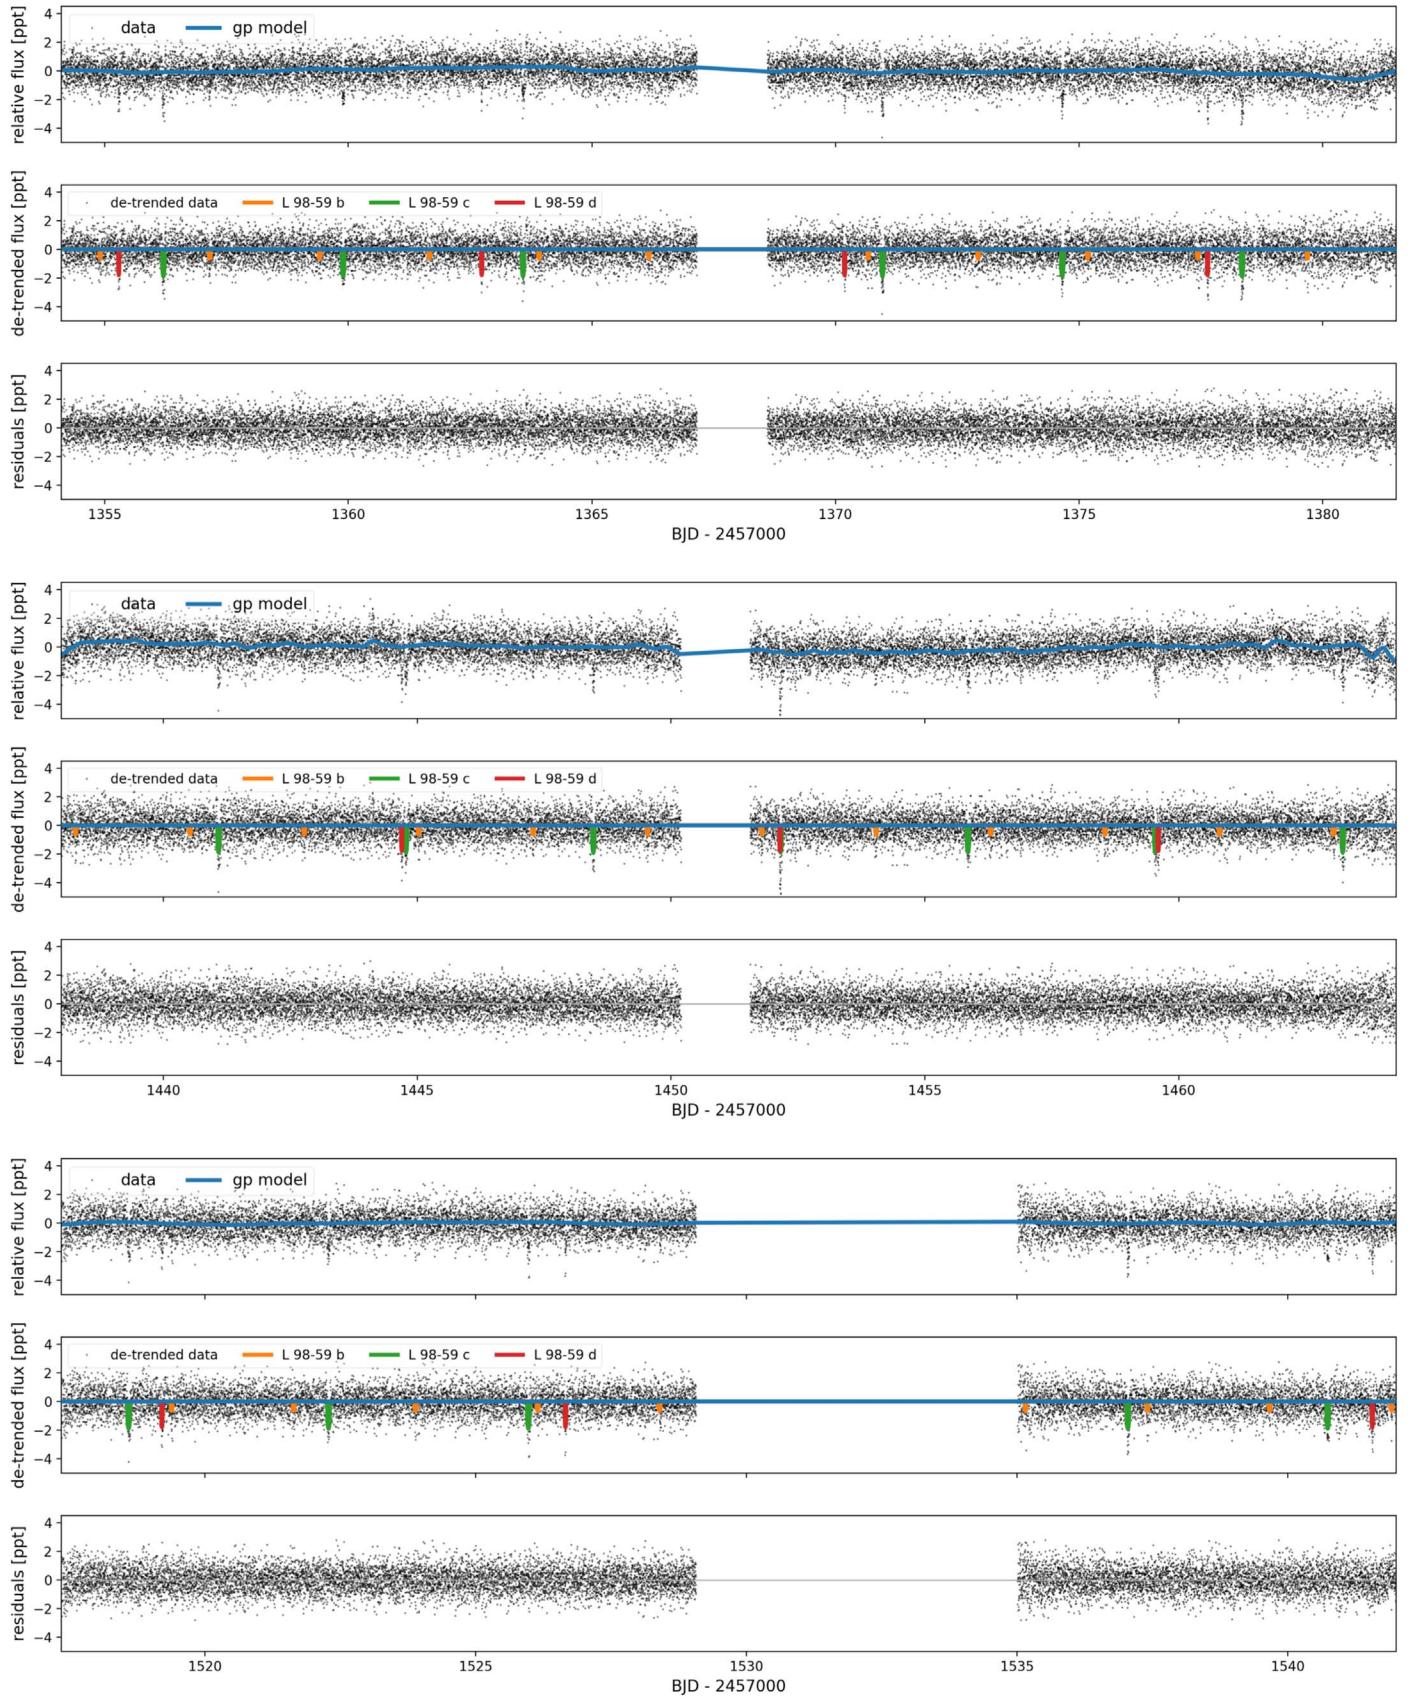 relative flux [ppt]
4
2
0
−2
−4
data gp model
de-trended flux [ppt]
4
2
0
−2
−4
de-trended data L 98-59 b L 98-59 c L 98-59 d
residuals [ppt]
4
2
0
−2
−4
1355 1360 1365 1370 1375 1380
BJD - 2457000
relative flux [ppt]
4
2
0
−2
−4
data gp model
de-trended flux [ppt]
4
2
0
−2
−4
de-trended data L 98-59 b L 98-59 c L 98-59 d
residuals [ppt]
4
2
0
−2
−4
1440 1445 1450 1455 1460
BJD - 2457000
relative flux [ppt]
4
2
0
−2
−4
data gp model
de-trended flux [ppt]
4
2
0
−2
−4
de-trended data L 98-59 b L 98-59 c L 98-59 d
residuals [ppt]
4
2
0
−2
−4
1520 1525 1530 1535 1540
BJD - 2457000